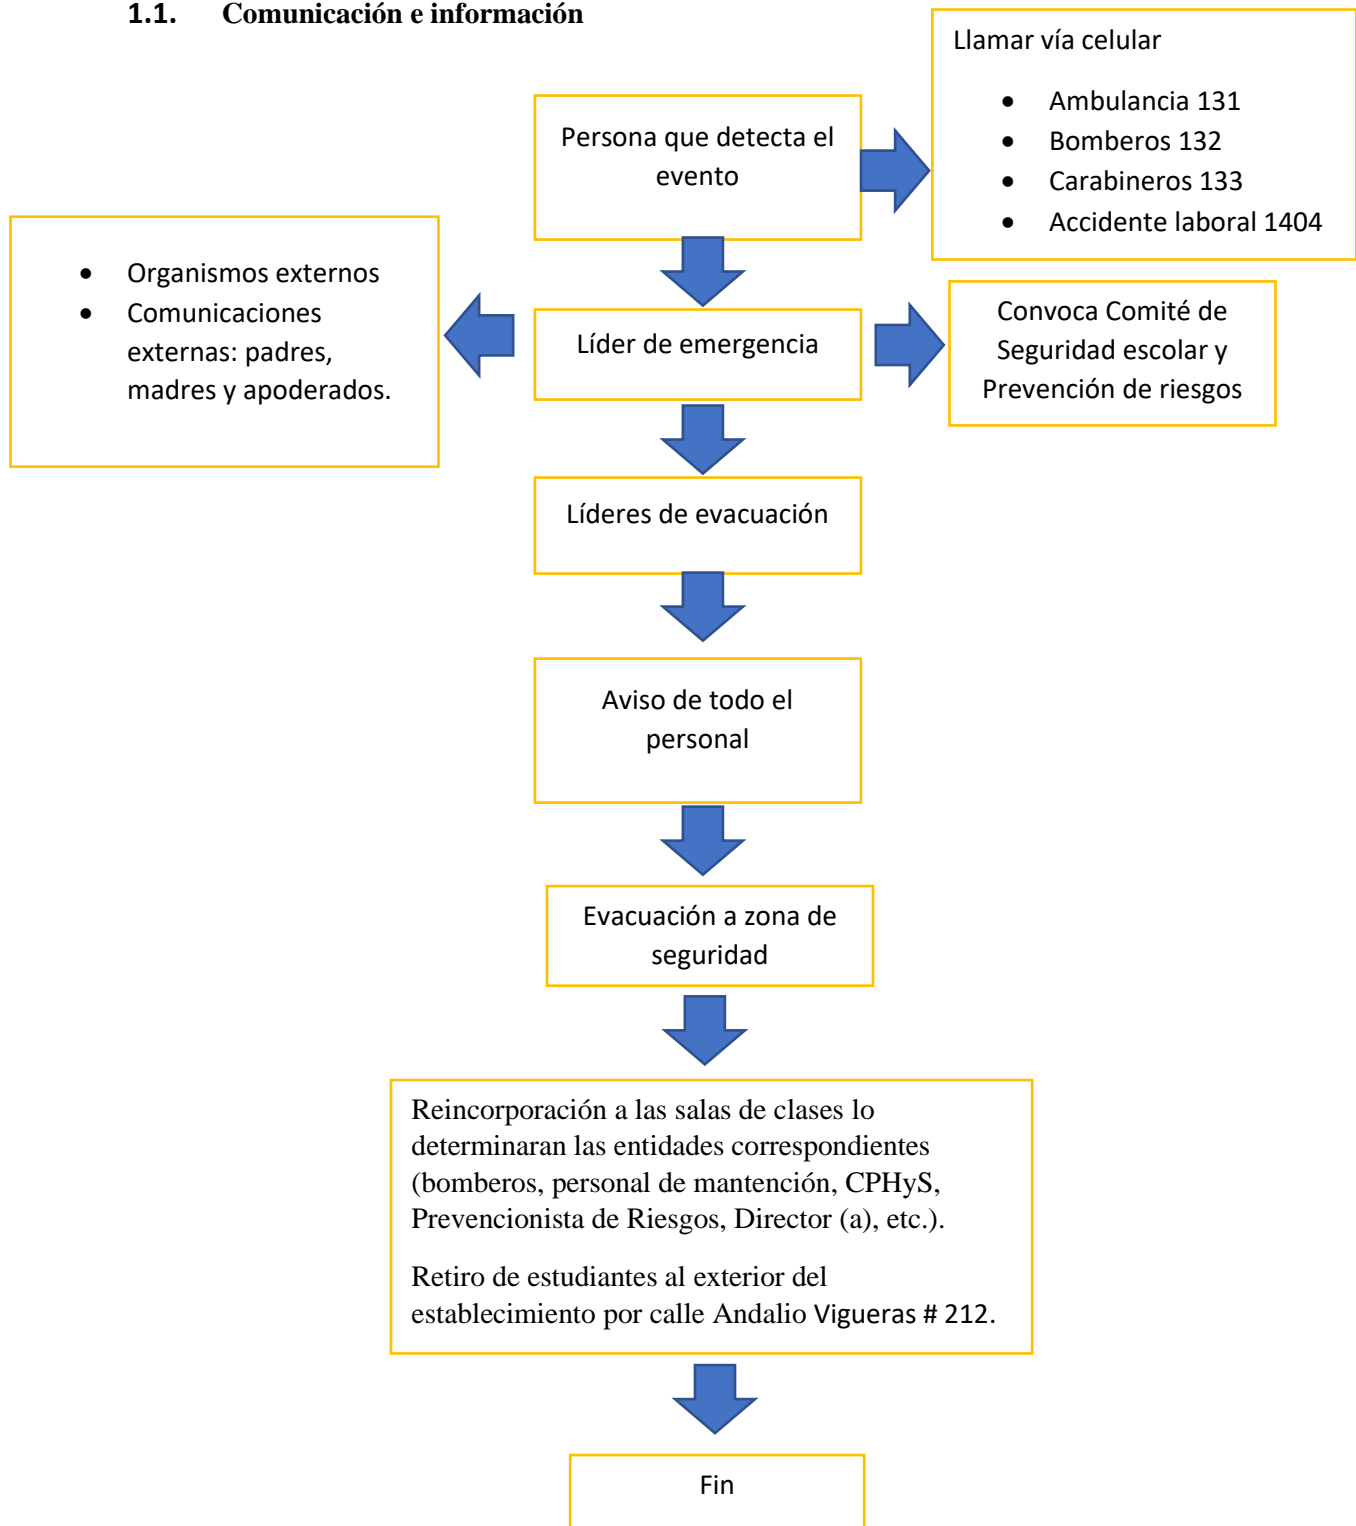 1.1. Comunicación e información
Llamar vía celular
• Ambulancia 131
• Bomberos 132
• Carabineros 133
• Accidente laboral 1404
Persona que detecta el
evento
• Organismos externos
• Comunicaciones
externas: padres,
madres y apoderados.
Líder de emergencia
Convoca Comité de
Seguridad escolar y
Prevención de riesgos
Líderes de evacuación
Aviso de todo el
personal
Evacuación a zona de
seguridad
Reincorporación a las salas de clases lo
determinaran las entidades correspondientes
(bomberos, personal de mantención, CPHyS,
Prevencionista de Riesgos, Director (a), etc.).
Retiro de estudiantes al exterior del
establecimiento por calle Andalio Vigueras # 212.
Fin